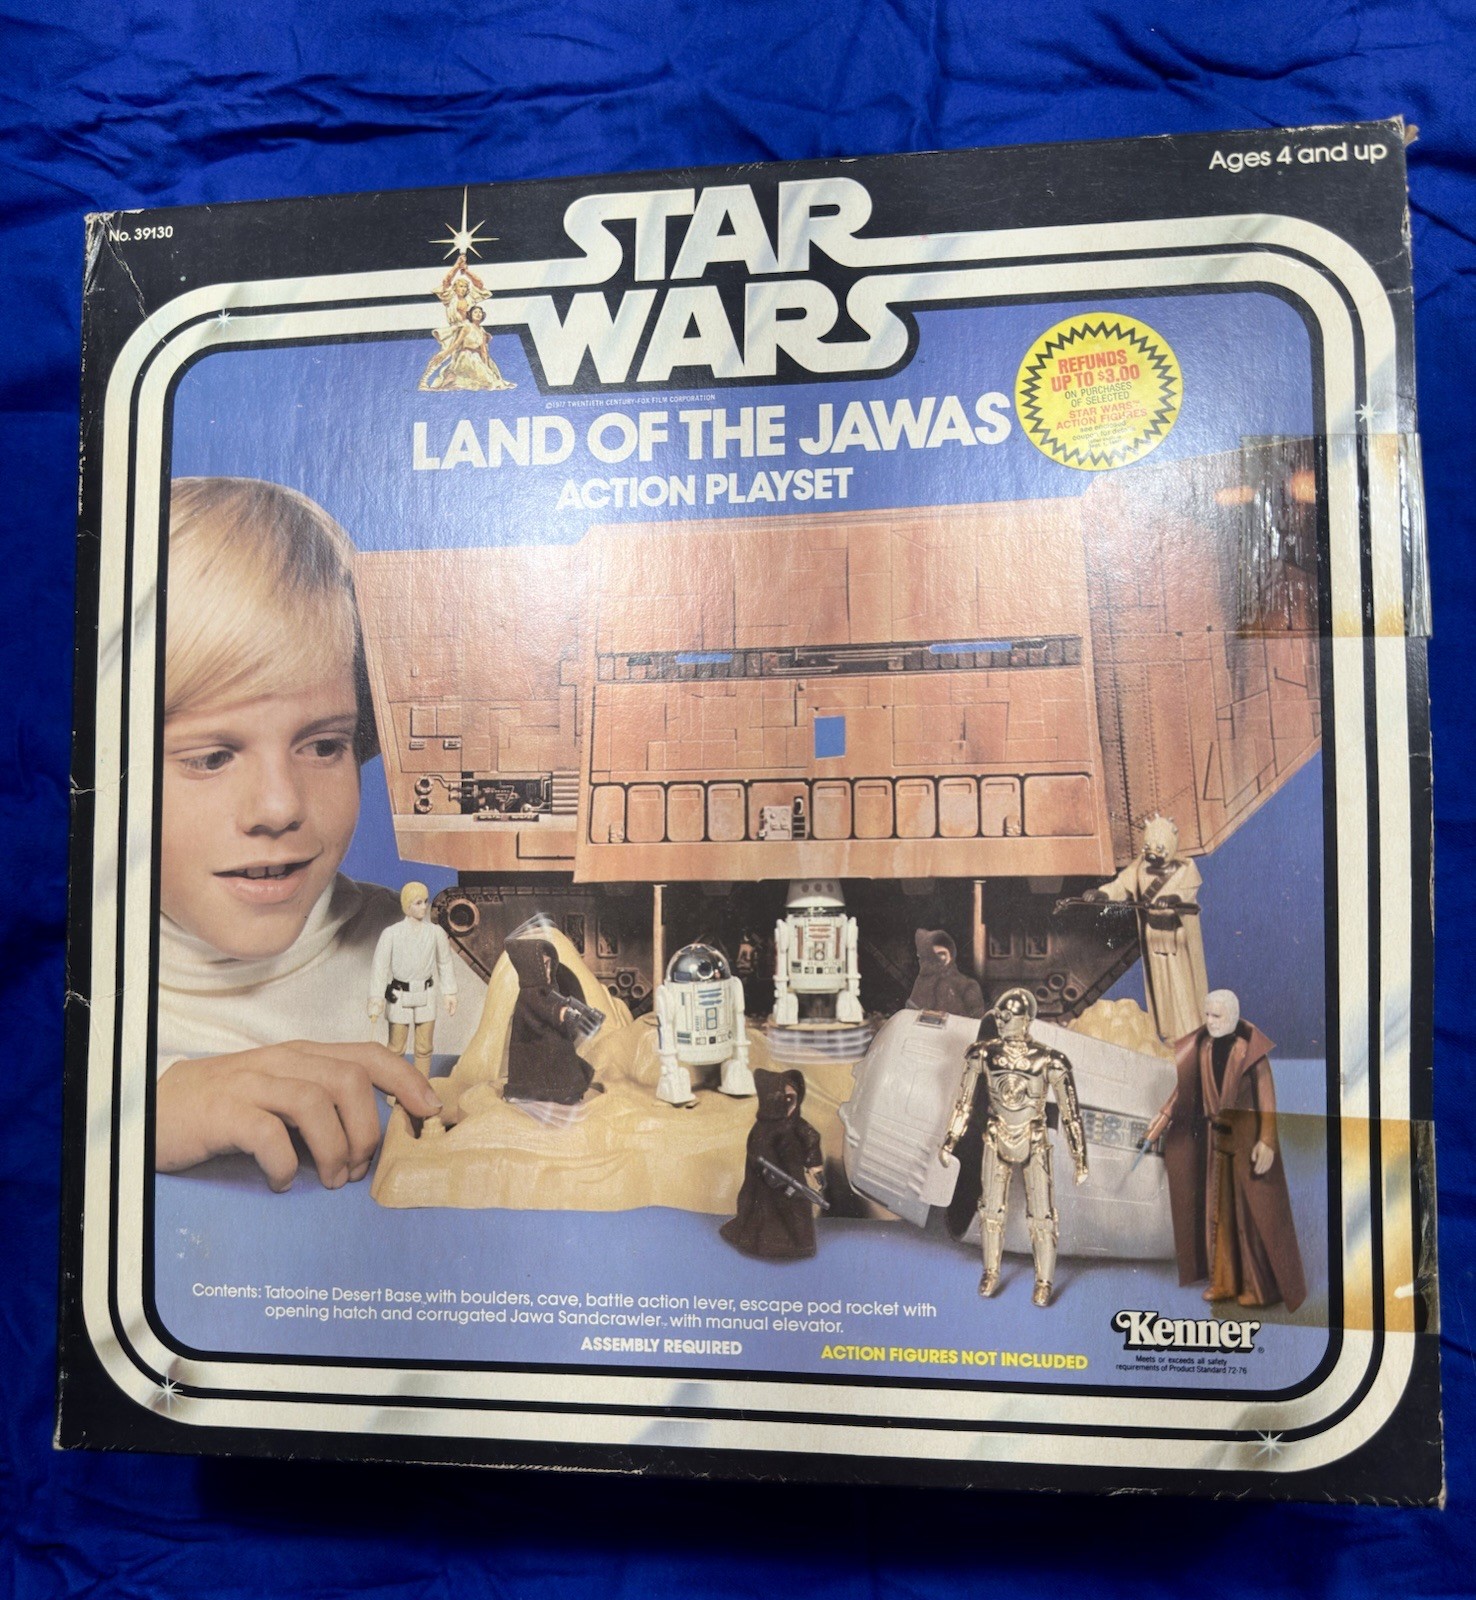 Ages 4 and up
No. 39130
STAR
WARS
©1977 TWENTIETH CENTURY-FOX FILM CORPORATION
LAND OF THE JAWAS
ACTION PLAYSET
REFUNDS
UP TO $3.00
ON PURCHASES
OF SELECTED
STAR WARS™
ACTION FIGURES
Contents: Tatooine Desert Base with boulders, cave, battle action lever, escape pod rocket with
opening hatch and corrugated Jawa Sandcrawler™ with manual elevator.
ASSEMBLY REQUIRED
ACTION FIGURES NOT INCLUDED
Kenner®
Meets or exceeds all safety
requirements of Product Standard 72-76